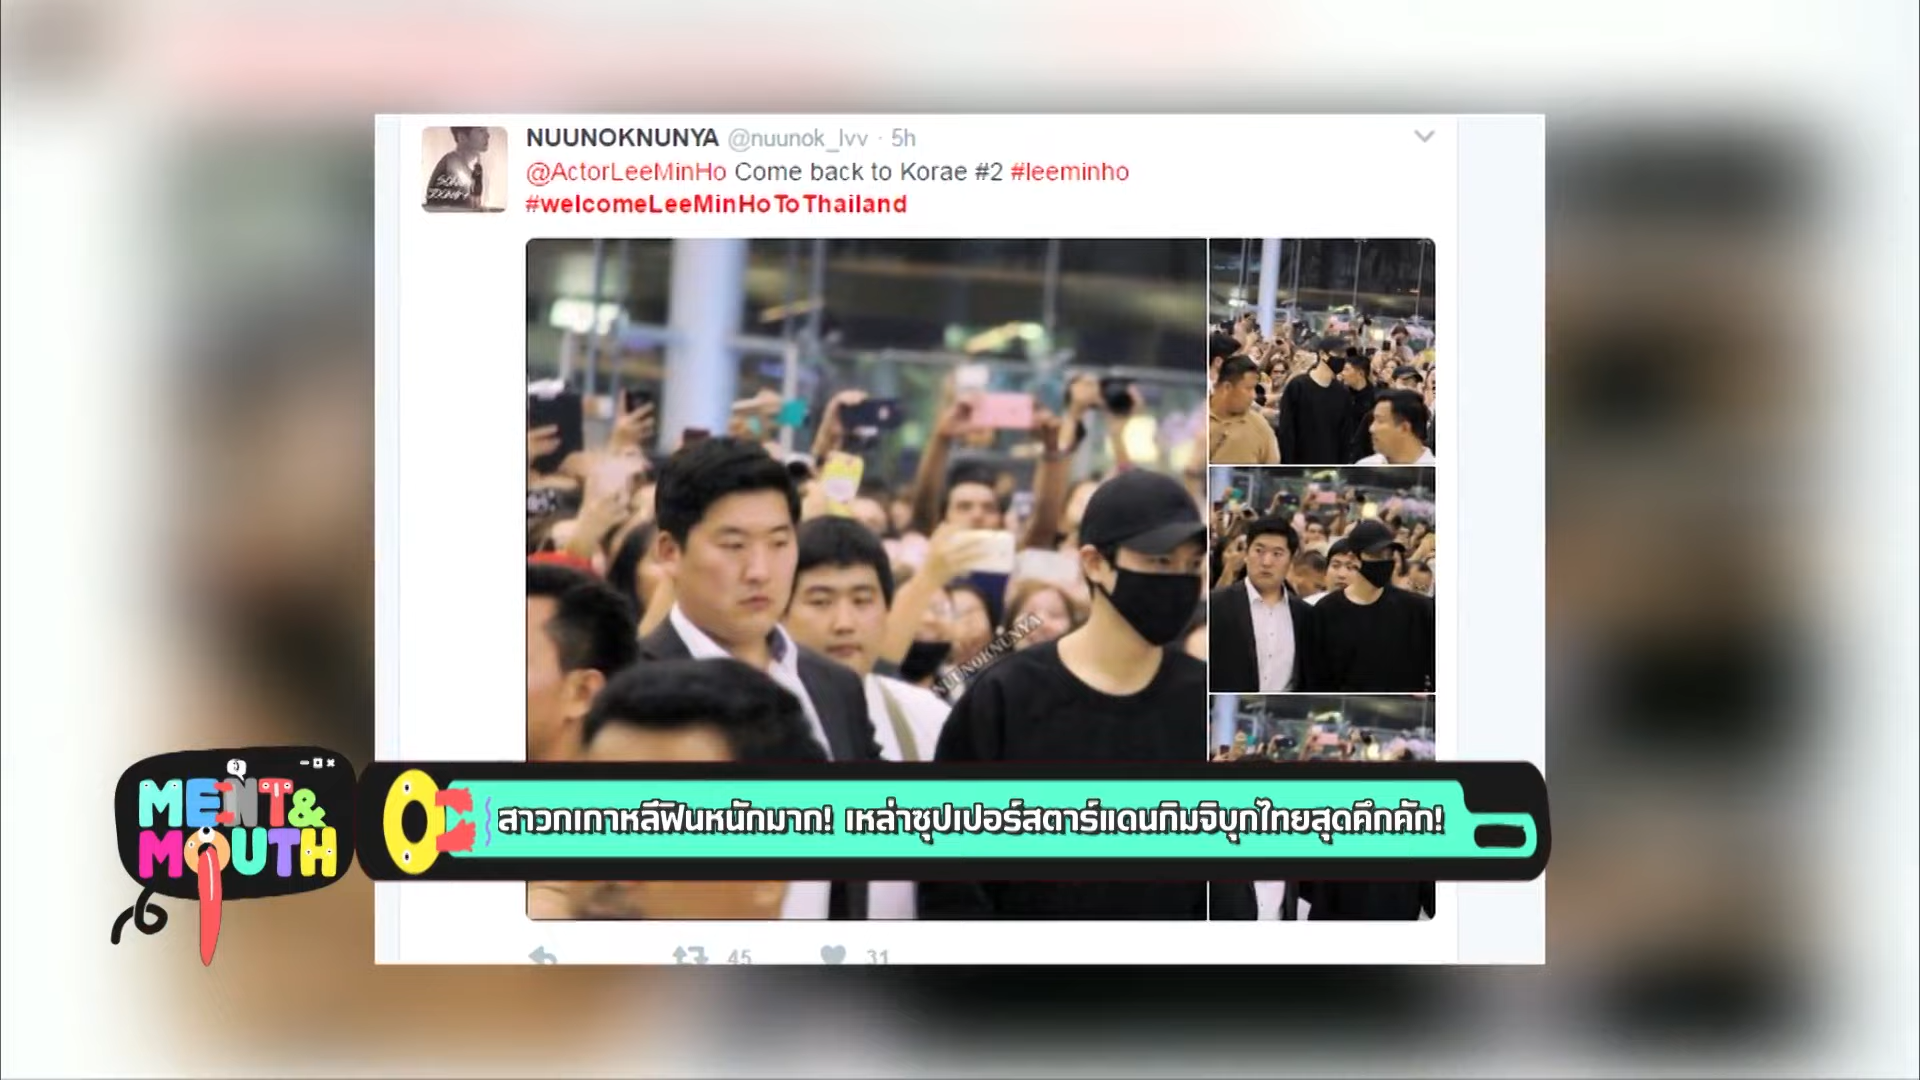 NUUNOKNUNYA @nuunok_lvv · 5h
@ActorLeeMinHo Come back to Korae #2 #leeminho
#welcomeLeeMinHoToThailand
NUUNOKNUNYA
MENT&
MOUTH
สาวกเกาหลีฟินหนักมาก! เหล่าซุปเปอร์สตาร์แดนกิมจิบุกไทยสุดคึกคัก!
45 31